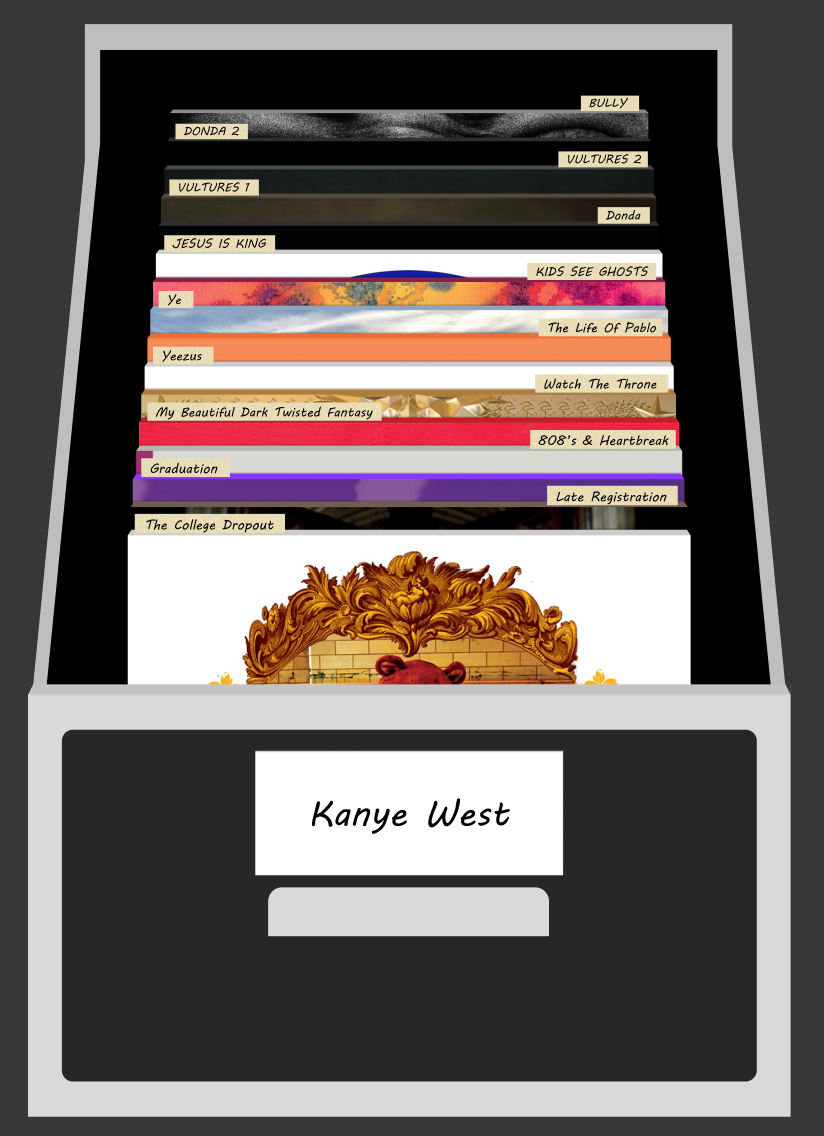 BULLY
DONDA 2
VULTURES 2
VULTURES 1
Donda
JESUS IS KING
KIDS SEE GHOSTS
Ye
The Life Of Pablo
Yeezus
Watch The Throne
My Beautiful Dark Twisted Fantasy
808's & Heartbreak
Graduation
Late Registration
The College Dropout
Kanye West